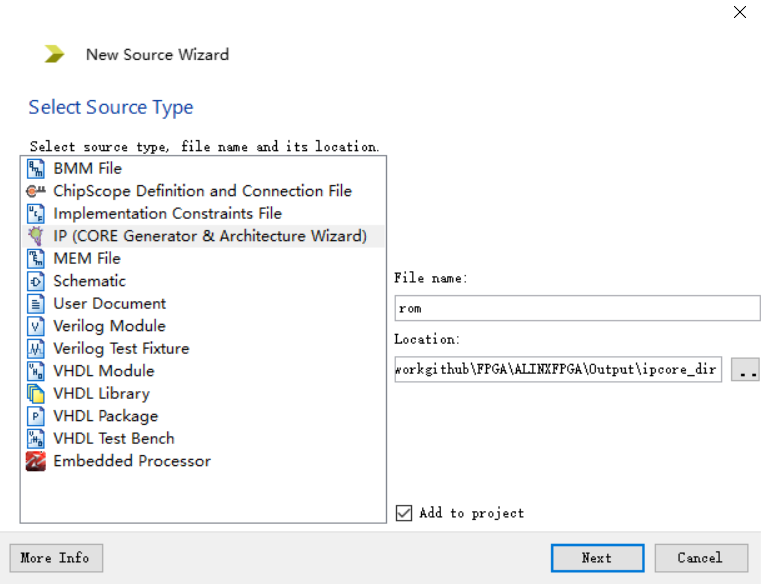 New Source Wizard
Select Source Type
Select source type, file name and its location.
BMM File
ChipScope Definition and Connection File
Implementation Constraints File
IP (CORE Generator & Architecture Wizard)
MEM File
Schematic
User Document
Verilog Module
Verilog Test Fixture
VHDL Module
VHDL Library
VHDL Package
VHDL Test Bench
Embedded Processor
File name:
rom
Location:
workgithub\FPGA\ALINXFPGA\Output\ipcore_dir
..
Add to project
More Info
Next
Cancel